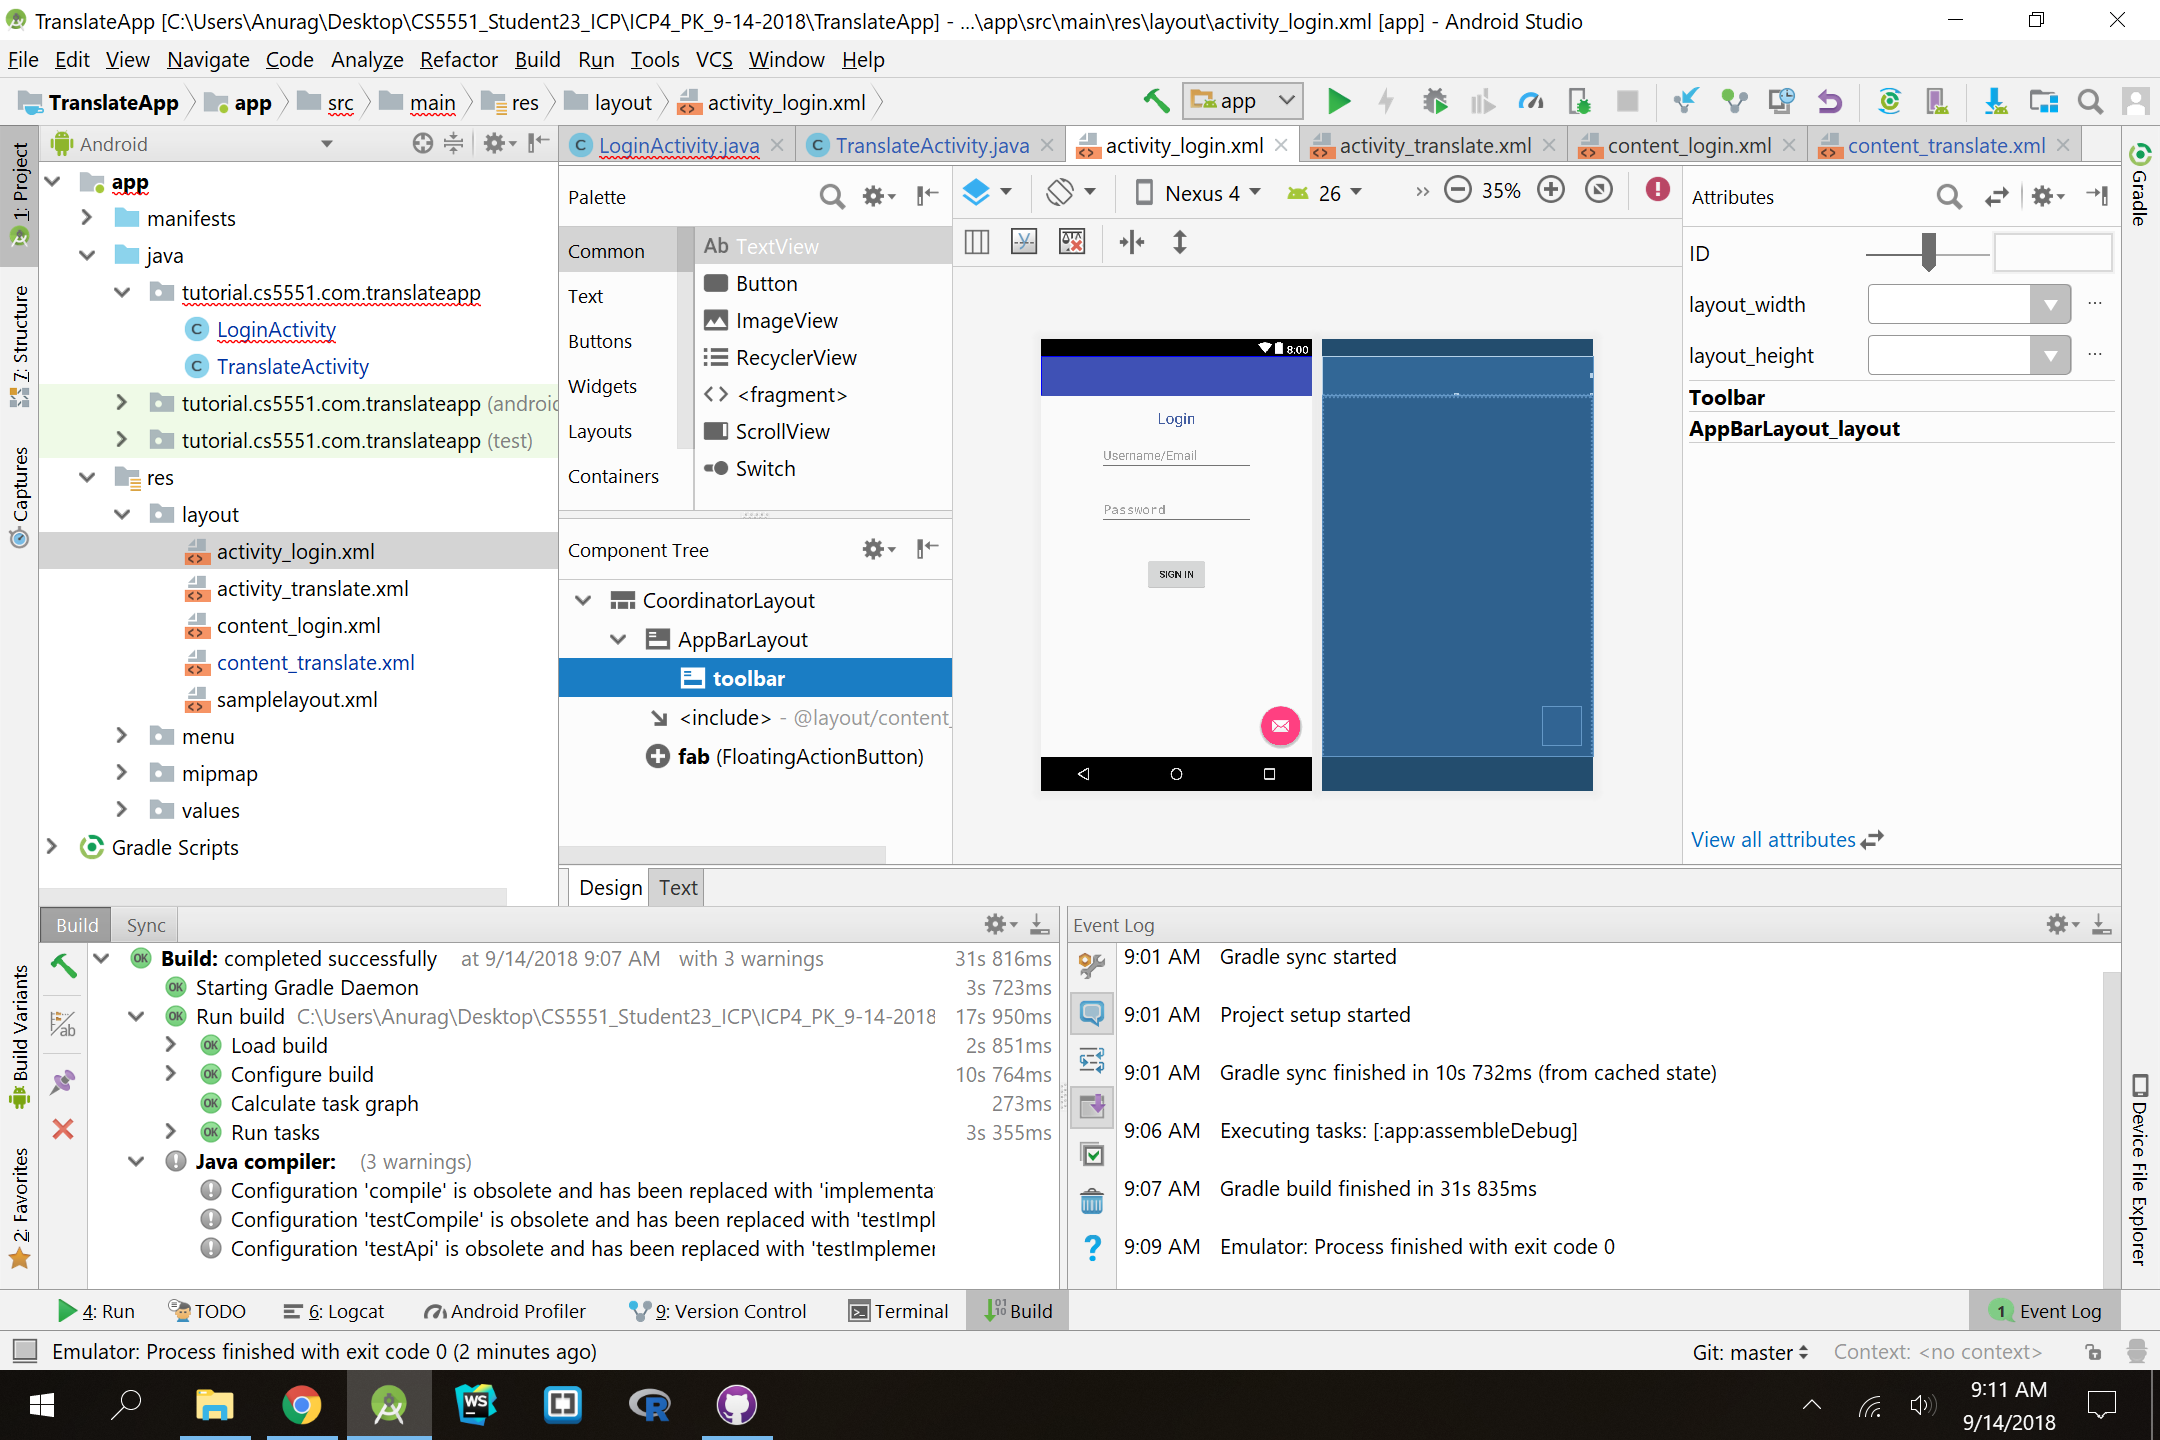 TranslateApp [C:\Users\Anurag\Desktop\CS5551_Student23_ICP\ICP4_PK_9-14-2018\TranslateApp] - ...\app\src\main\res\layout\activity_login.xml [app] - Android Studio
File Edit View Navigate Code Analyze Refactor Build Run Tools VCS Window Help
TranslateApp app src main res layout activity_login.xml app
1: Project
7: Structure
Captures
Build Variants
2: Favorites
Android
app
manifests
java
tutorial.cs5551.com.translateapp
LoginActivity
TranslateActivity
tutorial.cs5551.com.translateapp (android
tutorial.cs5551.com.translateapp (test)
res
layout
activity_login.xml
activity_translate.xml
content_login.xml
content_translate.xml
samplelayout.xml
menu
mipmap
values
Gradle Scripts
LoginActivity.java TranslateActivity.java activity_login.xml activity_translate.xml content_login.xml content_translate.xml
Palette
Common
Text
Buttons
Widgets
Layouts
Containers
Ab TextView
Button
ImageView
RecyclerView
<fragment>
ScrollView
Switch
Component Tree
CoordinatorLayout
AppBarLayout
toolbar
<include> - @layout/content_
fab (FloatingActionButton)
Nexus 4 26 35%
8:00
Login
Username/Email
Password
SIGN IN
Attributes
ID
layout_width ...
layout_height ...
Toolbar
AppBarLayout_layout
View all attributes
Gradle
Device File Explorer
Design Text
Build Sync
Build: completed successfully at 9/14/2018 9:07 AM with 3 warnings 31s 816ms
OK Starting Gradle Daemon 3s 723ms
OK Run build C:\Users\Anurag\Desktop\CS5551_Student23_ICP\ICP4_PK_9-14-2018 17s 950ms
OK Load build 2s 851ms
OK Configure build 10s 764ms
OK Calculate task graph 273ms
OK Run tasks 3s 355ms
Java compiler: (3 warnings)
Configuration 'compile' is obsolete and has been replaced with 'implementa
Configuration 'testCompile' is obsolete and has been replaced with 'testImpl
Configuration 'testApi' is obsolete and has been replaced with 'testImplemen
Event Log
9:01 AM Gradle sync started
9:01 AM Project setup started
9:01 AM Gradle sync finished in 10s 732ms (from cached state)
9:06 AM Executing tasks: [:app:assembleDebug]
9:07 AM Gradle build finished in 31s 835ms
9:09 AM Emulator: Process finished with exit code 0
4: Run TODO 6: Logcat Android Profiler 9: Version Control Terminal Build 1 Event Log
Emulator: Process finished with exit code 0 (2 minutes ago) Git: master Context: <no context>
WS R
9:11 AM
9/14/2018